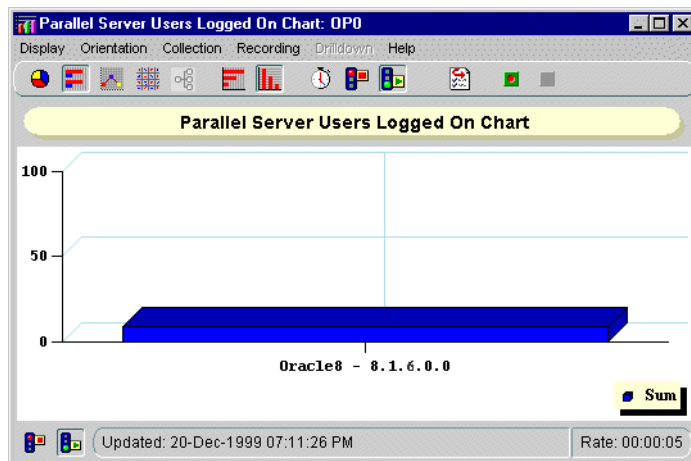 Parallel Server Users Logged On Chart: OP0
Display Orientation Collection Recording Drilldown Help
Parallel Server Users Logged On Chart
100
50
0
Oracle8 - 8.1.6.0.0
Sum
Updated: 20-Dec-1999 07:11:26 PM Rate: 00:00:05